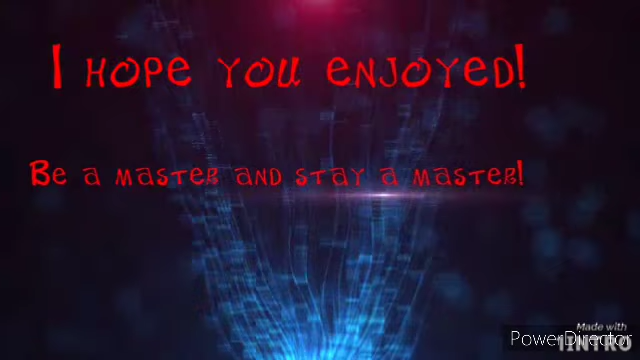 I hope you enjoyed!
Be a master and stay a master!
Made with
PowerDirector
INTRO